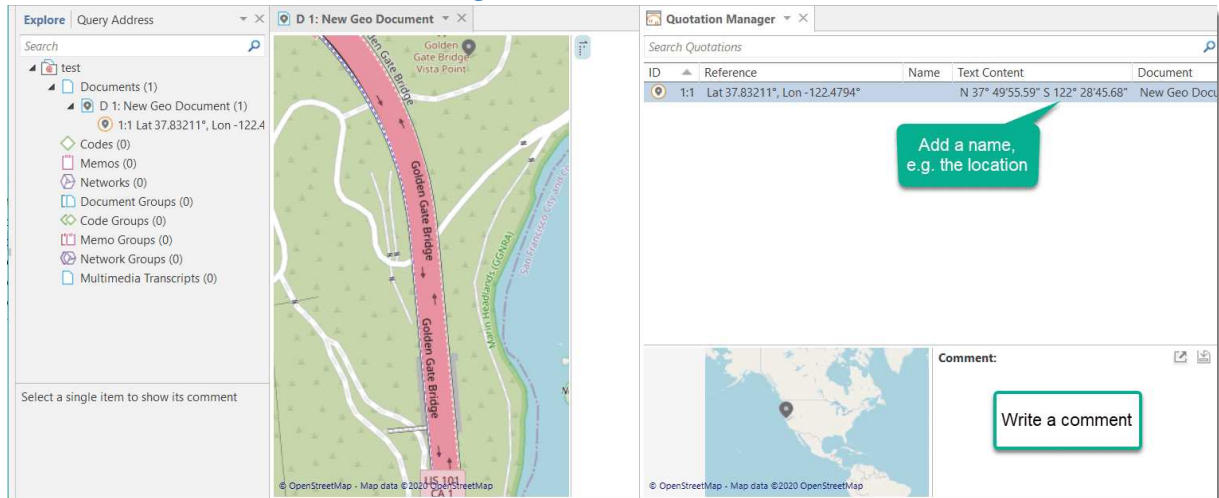 Explore
Query Address
Search
test
Documents (1)
D 1: New Geo Document (1)
1:1 Lat 37.83211°, Lon -122.4
Codes (0)
Memos (0)
Networks (0)
Document Groups (0)
Code Groups (0)
Memo Groups (0)
Network Groups (0)
Multimedia Transcripts (0)
Select a single item to show its comment
D 1: New Geo Document
Golden
Gate Bridge
Vista Point
Golden Gate Bridge
Golden Gate Bridge
Golden Gate Bridge
Marin Headlands (GGNRA)
San Francisco City and Co
US 101
CA 1
© OpenStreetMap - Map data ©2020 OpenStreetMap
Quotation Manager
Search Quotations
ID Reference Name Text Content Document
1:1 Lat 37.83211°, Lon -122.4794° N 37° 49'55.59" S 122° 28'45.68" New Geo Docu
Add a name,
e.g. the location
© OpenStreetMap - Map data ©2020 OpenStreetMap
Comment:
Write a comment